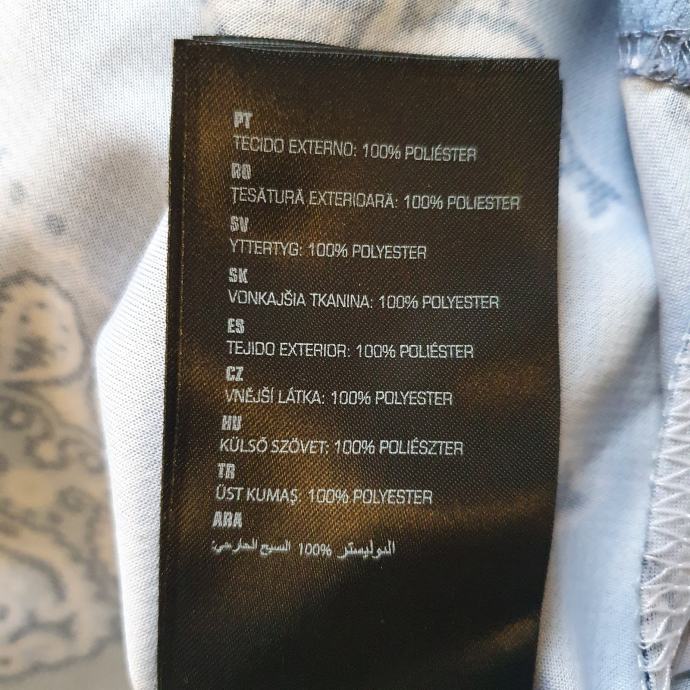 PT
TECIDO EXTERNO: 100% POLIÉSTER
RO
ȚESĂTURĂ EXTERIOARĂ: 100% POLIESTER
SV
YTTERTYG: 100% POLYESTER
SK
VONKAJŠIA TKANINA: 100% POLYESTER
ES
TEJIDO EXTERIOR: 100% POLIÉSTER
CZ
VNĚJŠÍ LÁTKA: 100% POLYESTER
HU
KÜLSŐ SZÖVET: 100% POLIÉSZTER
TR
ÜST KUMAŞ: 100% POLYESTER
ARA
النسيج الخارجي: 100% البوليستر